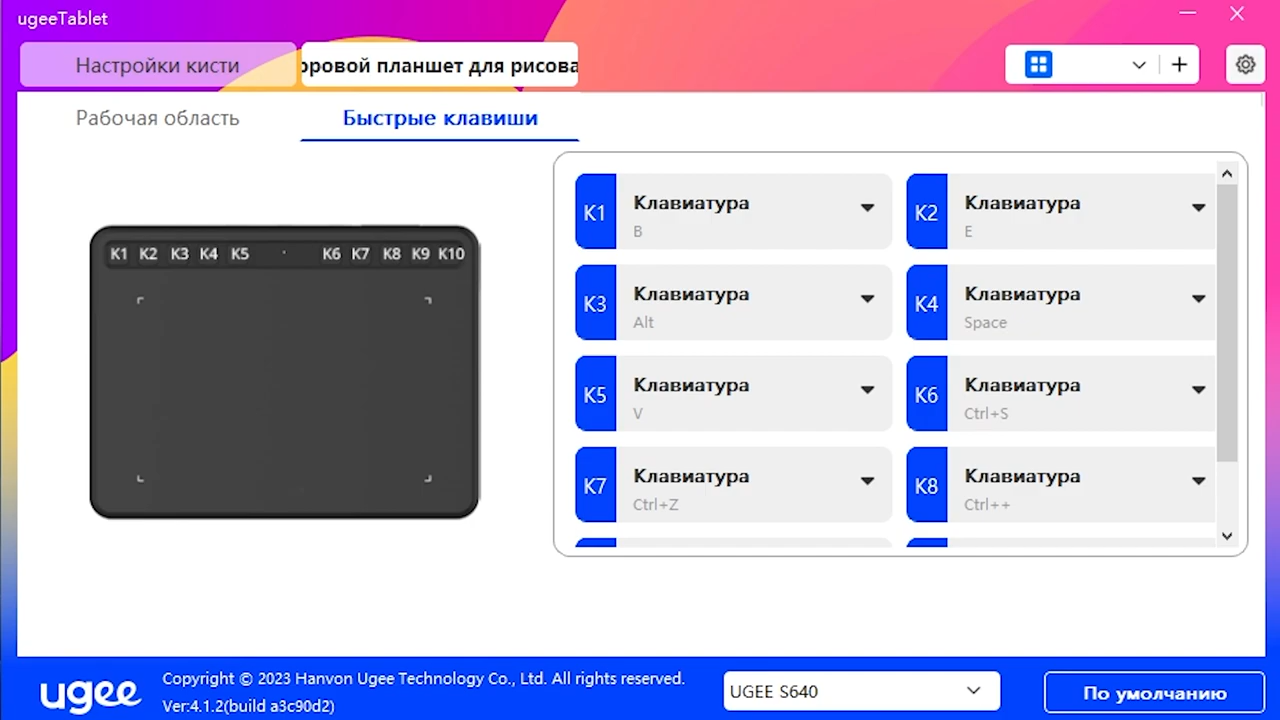 ugeeTablet
Настройки кисти
оровой планшет для рисова
Рабочая область
Быстрые клавиши
K1 K2 K3 K4 K5 K6 K7 K8 K9 K10
K1 Клавиатура
B
K2 Клавиатура
E
K3 Клавиатура
Alt
K4 Клавиатура
Space
K5 Клавиатура
V
K6 Клавиатура
Ctrl+S
K7 Клавиатура
Ctrl+Z
K8 Клавиатура
Ctrl++
ugee
Copyright © 2023 Hanvon Ugee Technology Co., Ltd. All rights reserved.
Ver:4.1.2(build a3c90d2)
UGEE S640
По умолчанию